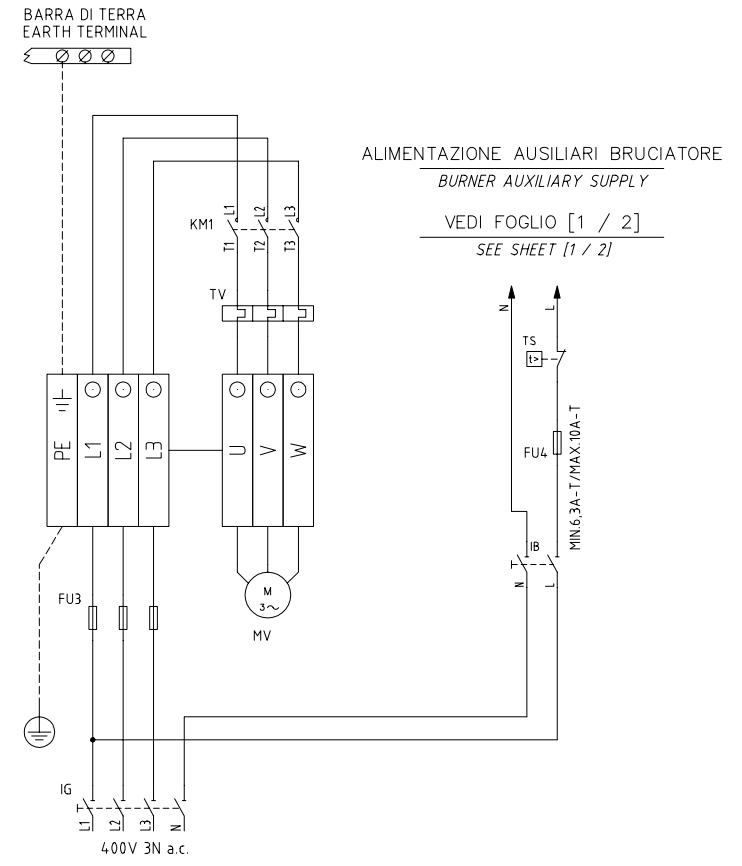 BARRA DI TERRA
EARTH TERMINAL
ALIMENTAZIONE AUSILIARI BRUCIATORE
BURNER AUXILIARY SUPPLY
VEDI FOGLIO [1 / 2]
SEE SHEET [1 / 2]
KM1
L1 L2 L3
T1 T2 T3
TV
N L
TS
t>
PE L1 L2 L3
U V W
FU4
MIN.6,3A-T/MAX.10A-T
IB
N L
FU3
M
3~
MV
IG
L1 L2 L3 N
400V 3N a.c.